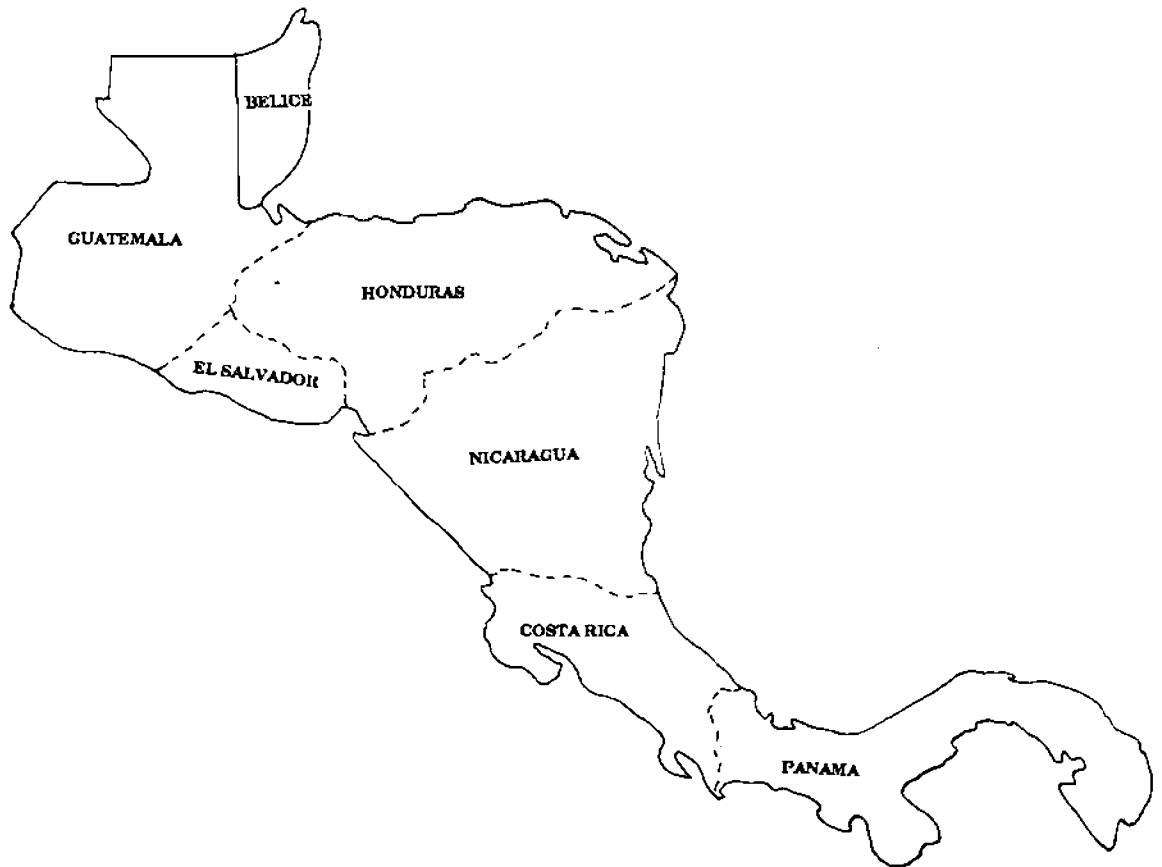 BELICE
GUATEMALA
HONDURAS
EL SALVADOR
NICARAGUA
COSTA RICA
PANAMA